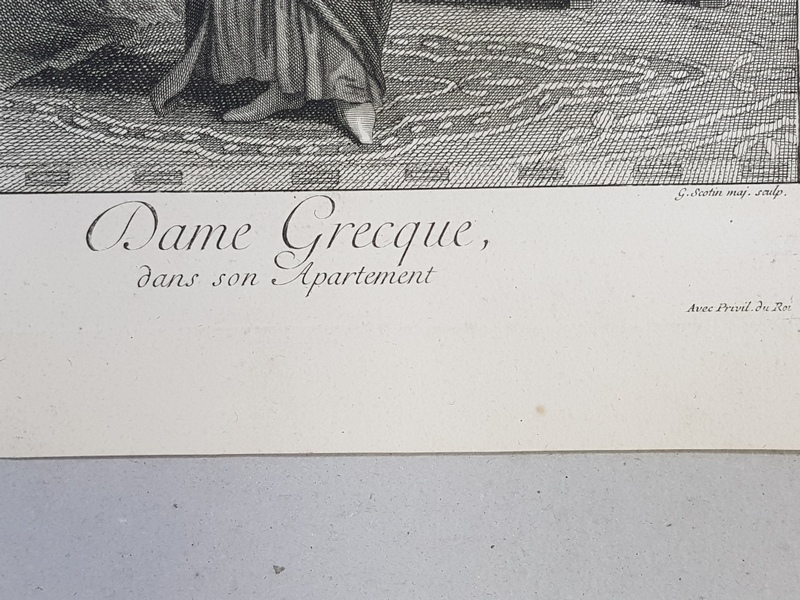 G. Scotin maj. sculp.
Dame Grecque,
dans son Apartement
Avec Privil. du Roi